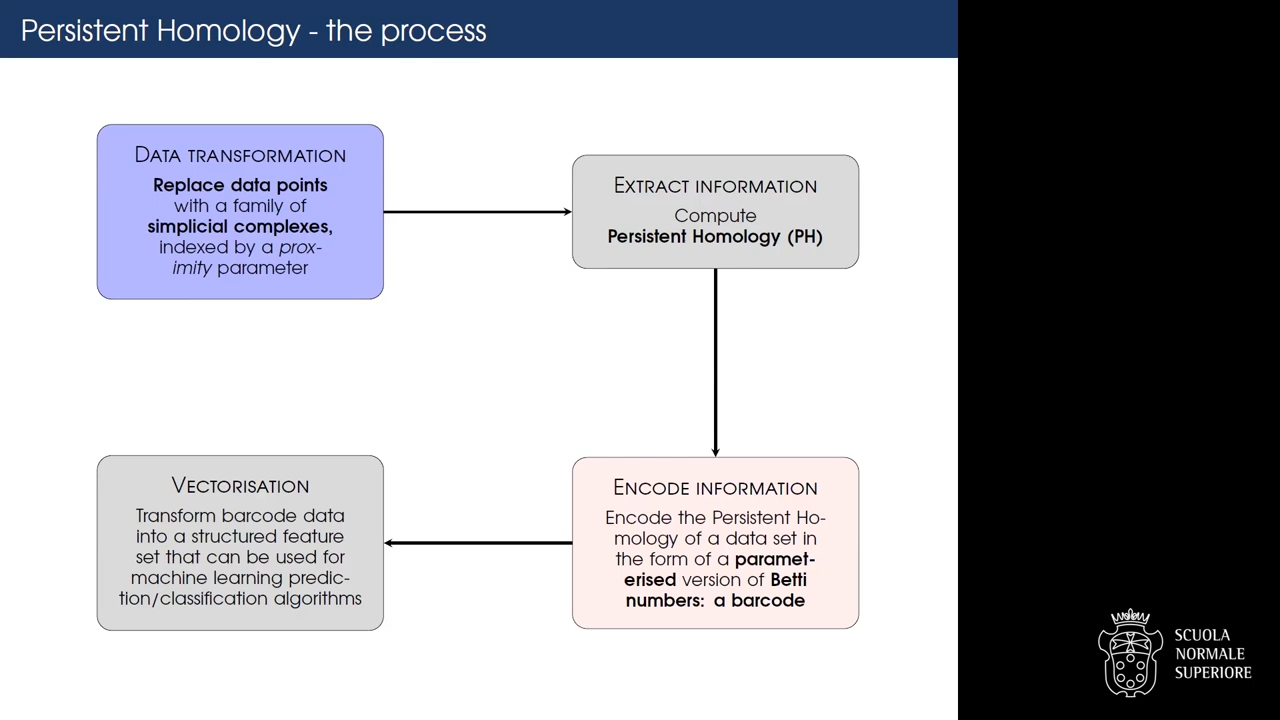 Persistent Homology - the process
DATA TRANSFORMATION
Replace data points
with a family of
simplicial complexes,
indexed by a prox-
imity parameter
EXTRACT INFORMATION
Compute
Persistent Homology (PH)
VECTORISATION
Transform barcode data
into a structured feature
set that can be used for
machine learning predic-
tion/classification algorithms
ENCODE INFORMATION
Encode the Persistent Ho-
mology of a data set in
the form of a paramet-
erised version of Betti
numbers: a barcode
SCUOLA
NORMALE
SUPERIORE